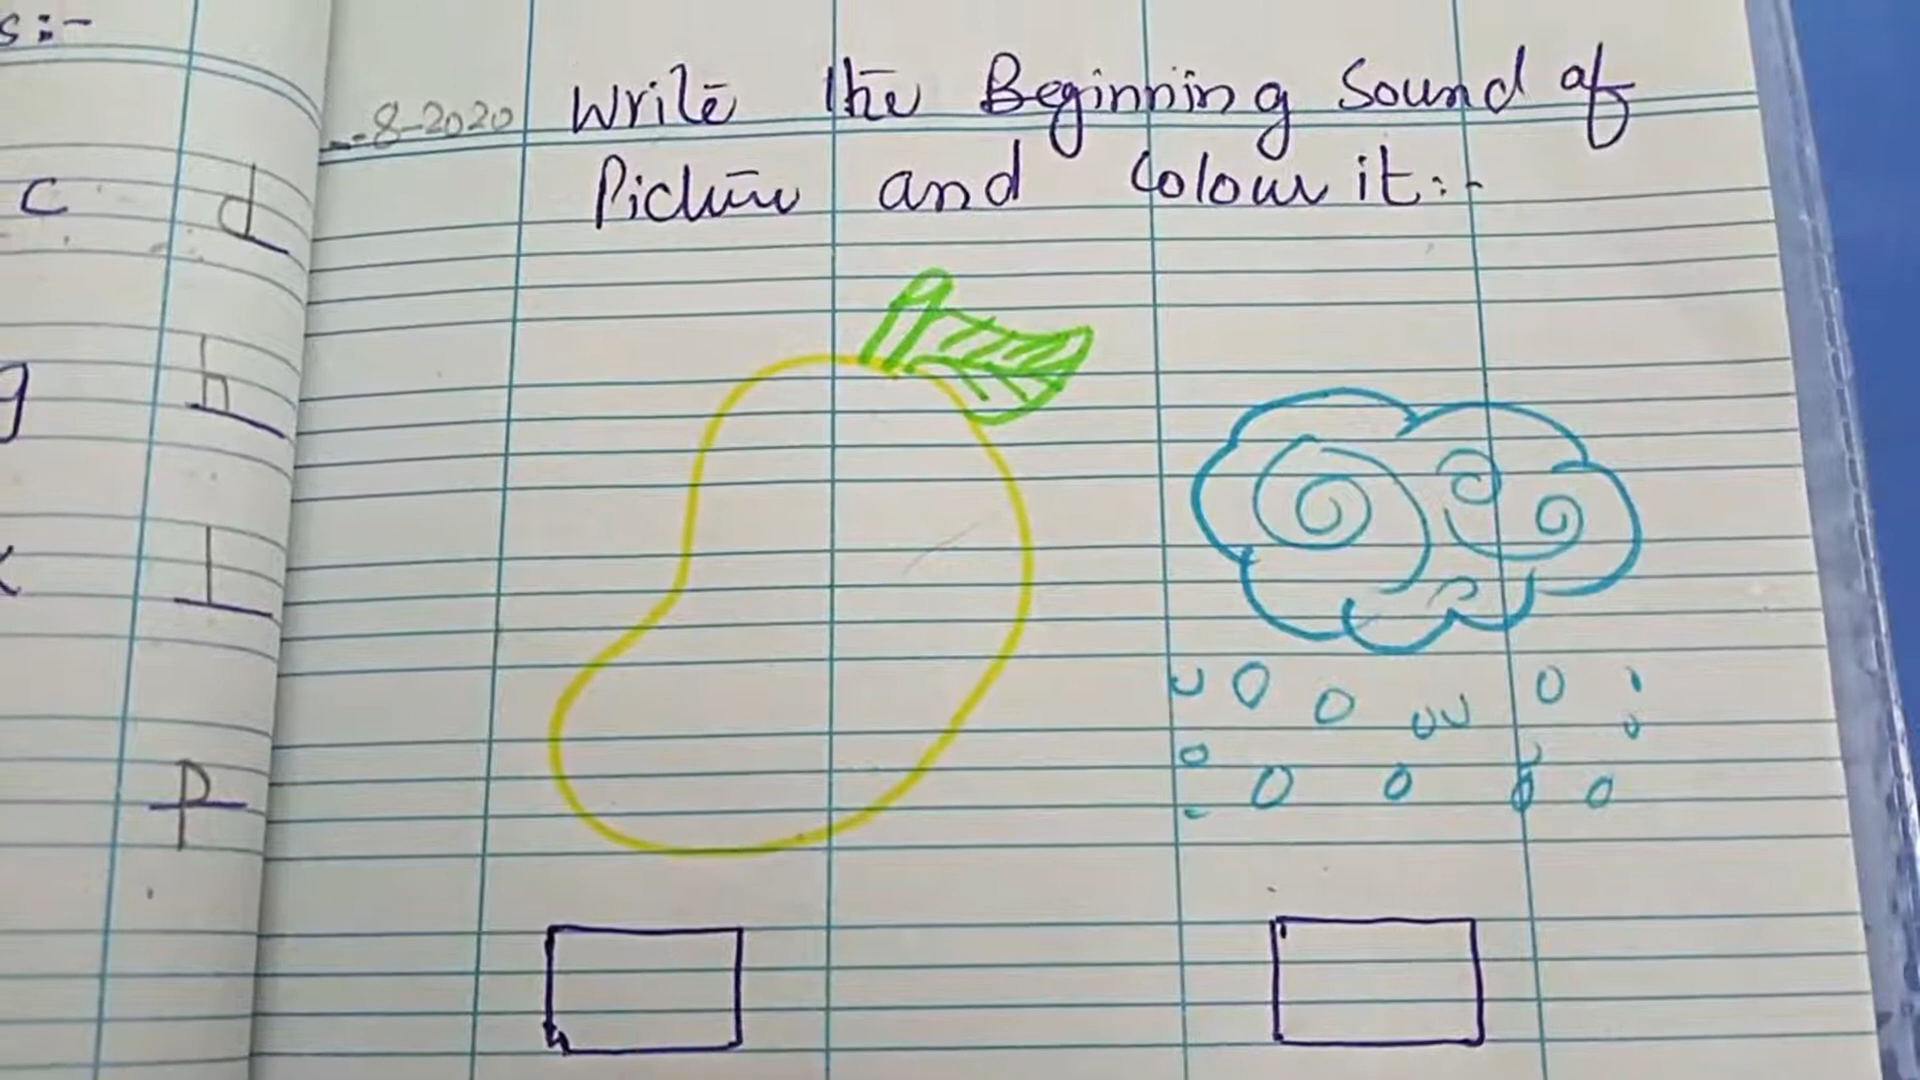 s:-
c d
g h
l
p
-8-2020 Write the Beginning Sound of
Picture and Colour it:-